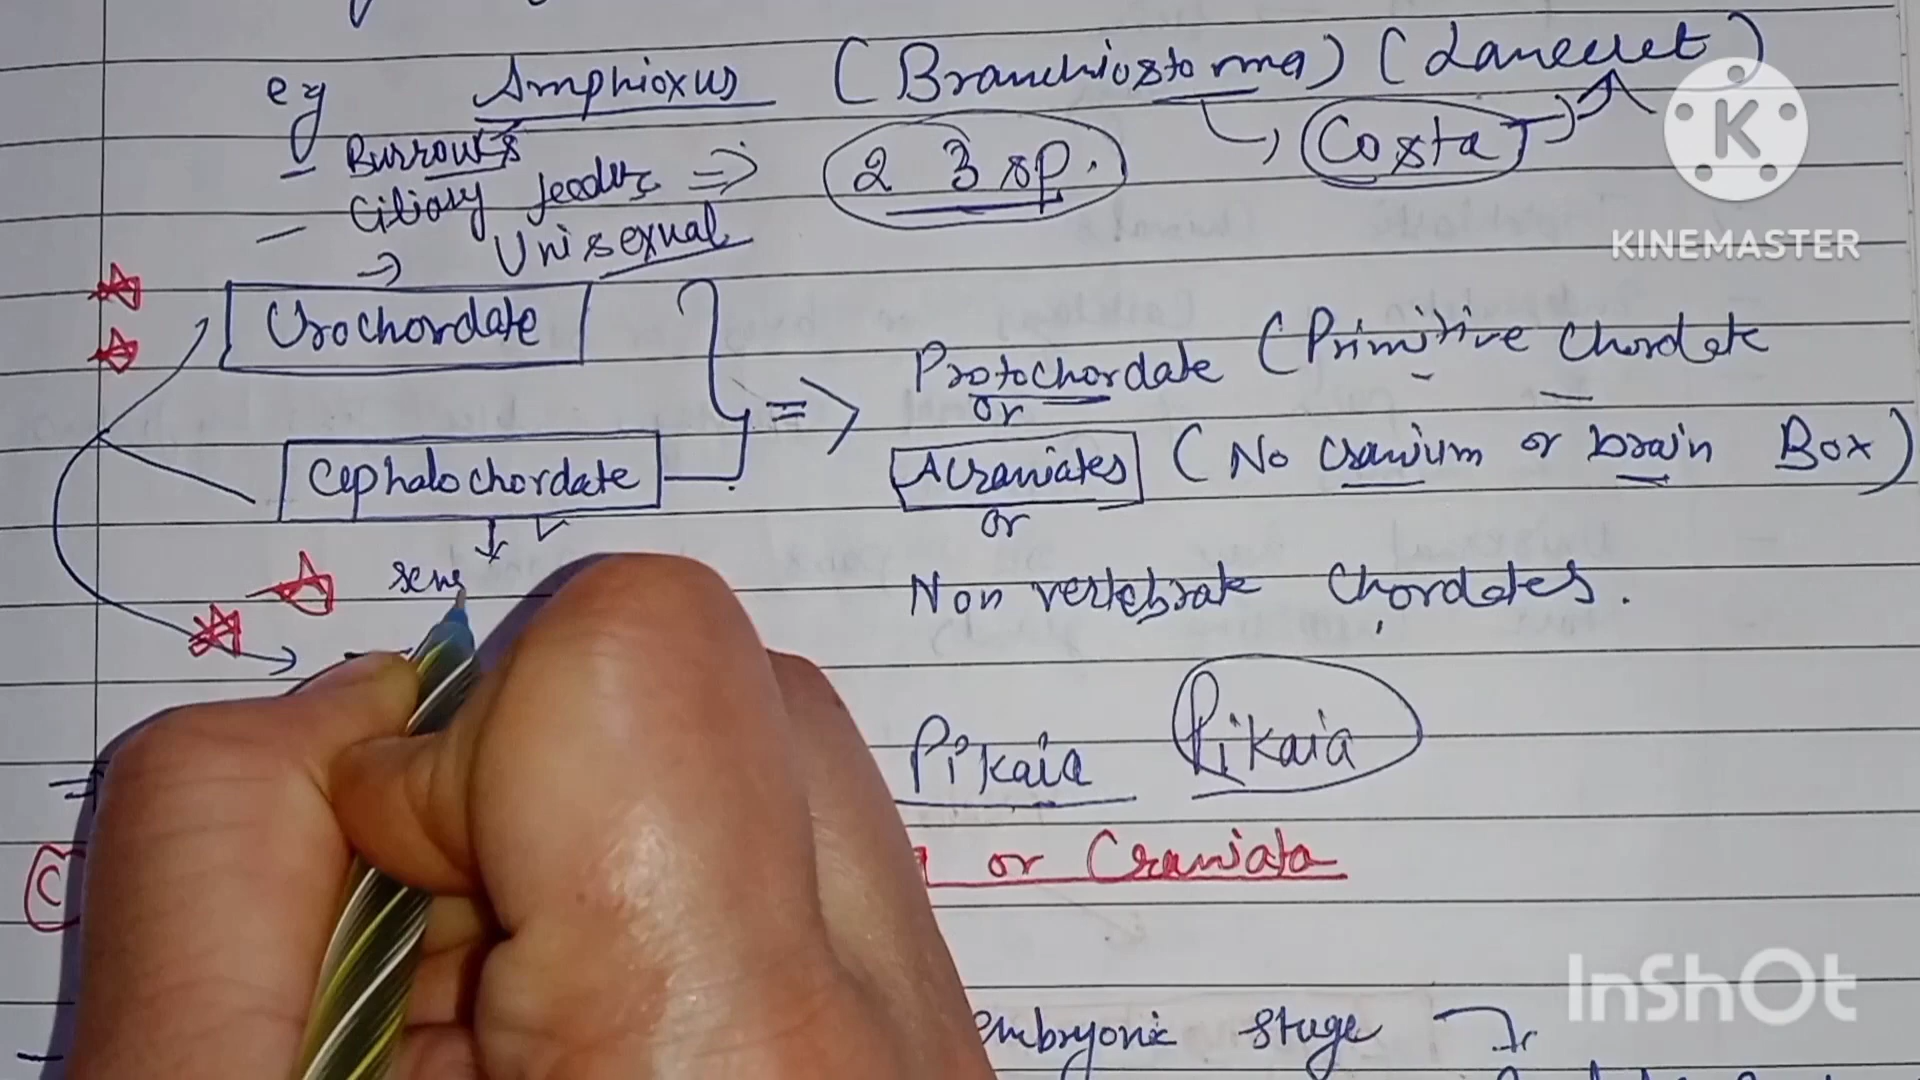 eg Amphioxus (Branchiostoma) (Lancelet)
- Burrows
Ciliary feeders => 2 3 sp. Costa
- → Unisexual
K
KINEMASTER
Urochordate
Protochordate (Primitive Chordate
or
Cephalochordate => Acraniates (No cranium or brain Box)
or
Non vertebrate Chordates.
Pikaia Pikaia
C or Craniata
embryonic stage
InShOt